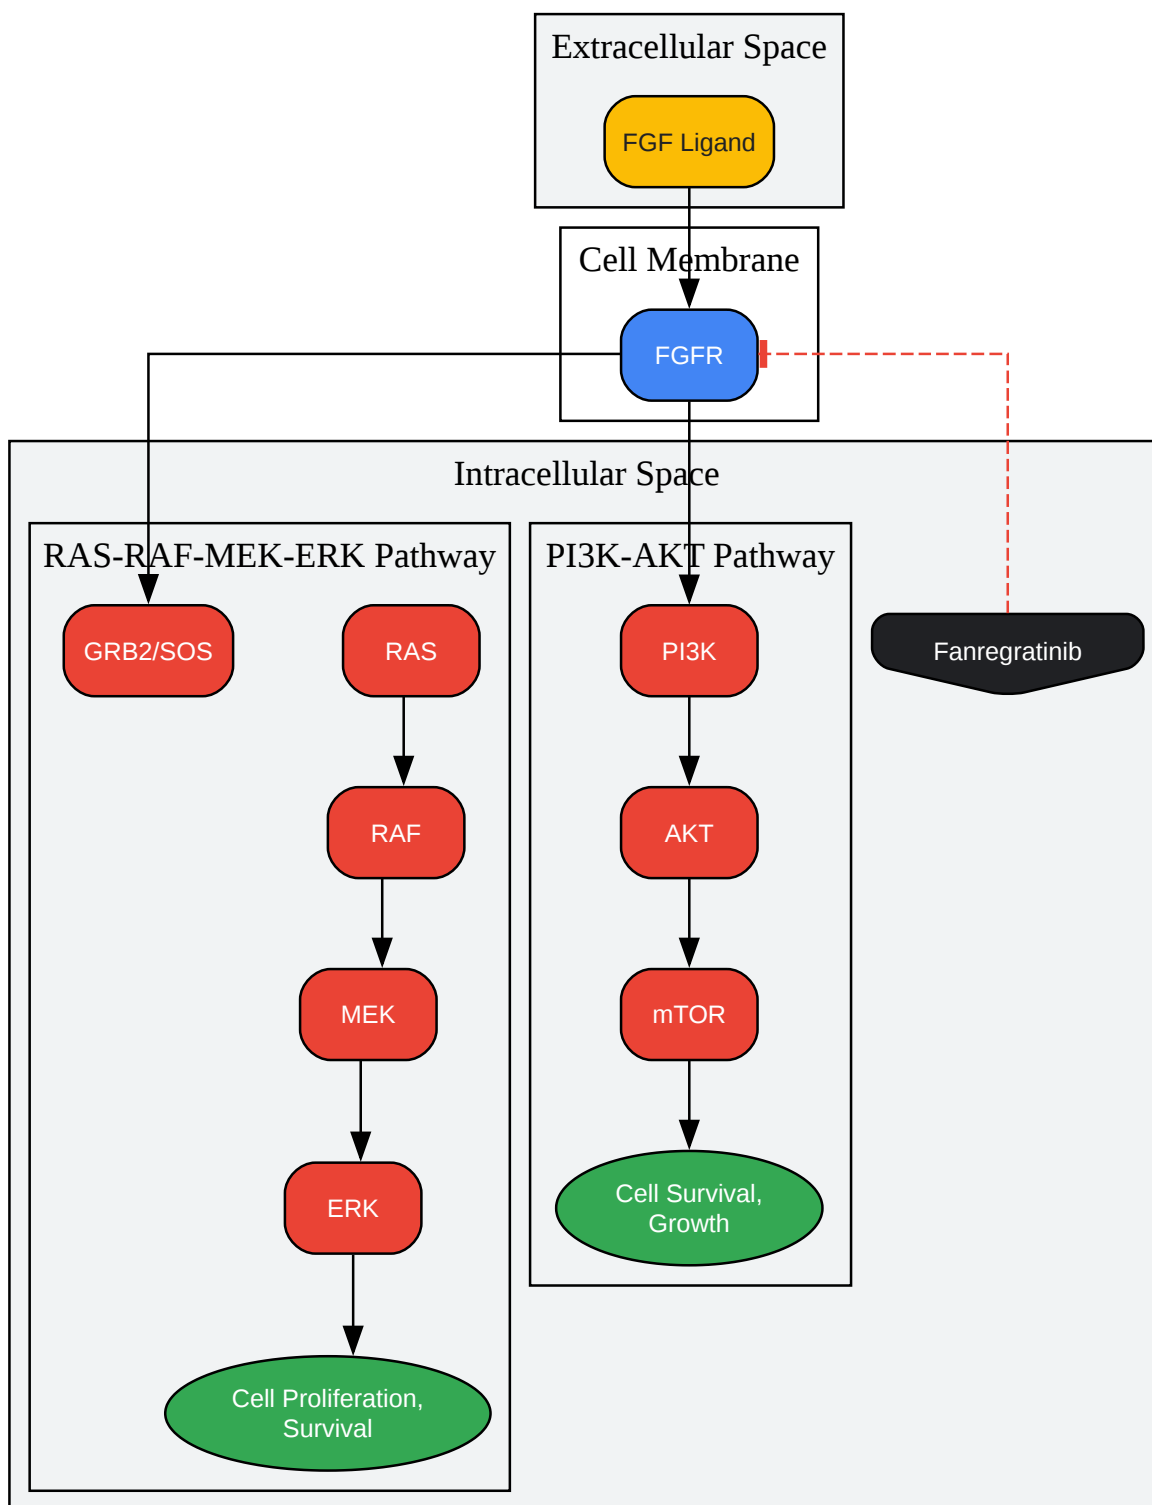 Extracellular Space
FGF Ligand
Cell Membrane
FGFR
Intracellular Space
RAS-RAF-MEK-ERK Pathway
PI3K-AKT Pathway
GRB2/SOS
RAS
PI3K
Fanregratinib
RAF
AKT
MEK
mTOR
ERK
Cell Survival,
Growth
Cell Proliferation,
Survival